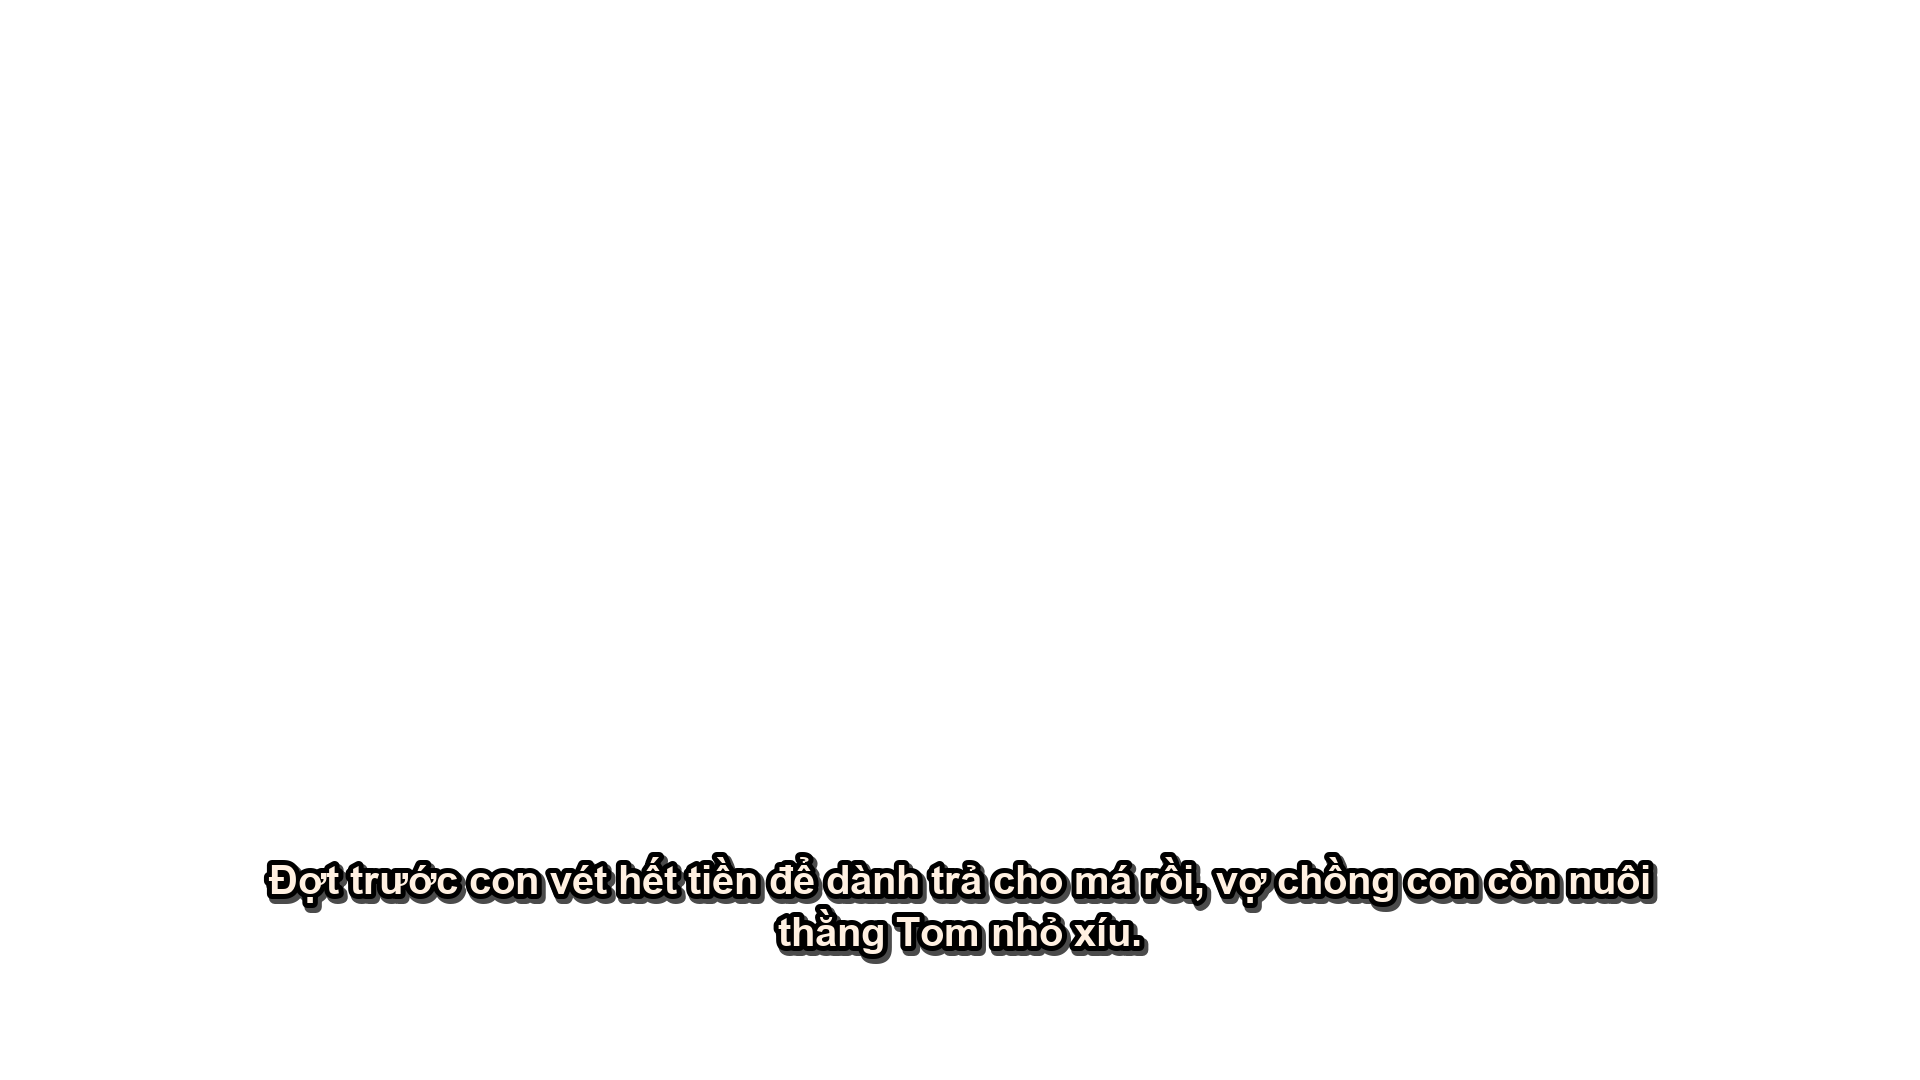 Đợt trước con vét hết tiền để dành trả cho má rồi, vợ chồng con còn nuôi
thằng Tom nhỏ xíu.